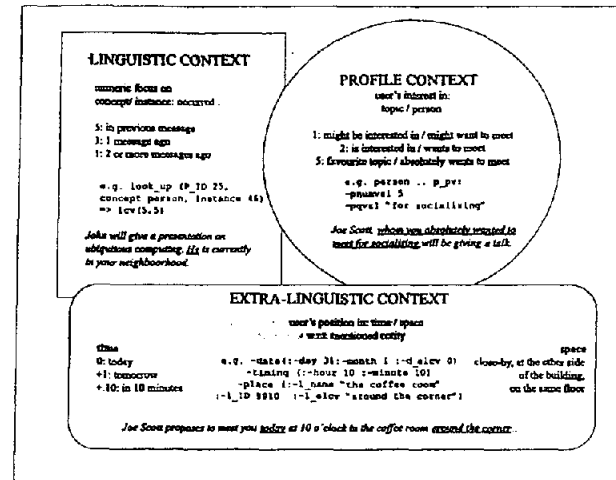 LINGUISTIC CONTEXT
numeric focus on
concept/ instance: occurred
5: in previous message
3: 1 message ago
1: 2 or more messages ago
e.g. look_up (P_ID 25,
concept person, instance 46)
=> lcv(5,5)
John will give a presentation on
ubiquitous computing. He is currently
in your neighbourhood.
PROFILE CONTEXT
user's interest in:
topic / person
1: might be interested in / might want to meet
2: is interested in / wants to meet
5: favourite topic / absolutely wants to meet
e.g. person .. p_pv:
-pnumval 5
-pqval "for socialising"
Joe Scott, whom you absolutely wanted to
meet for socialising, will be giving a talk.
EXTRA-LINGUISTIC CONTEXT
user's position in: time / space
mentioned entity
time
0: today
+1: tomorrow
+.10: in 10 minutes
e.g. -date(:-day 31:-month 1 :-d_elcv 0)
-timing (:-hour 10 :-minute 10)
-place (:-l_name "the coffee room"
:-l_ID 9810 :-l_elcv "around the corner")
space
close-by, at the other side
of the building,
on the same floor
Joe Scott proposes to meet you today at 10 o'clock in the coffee room around the corner..